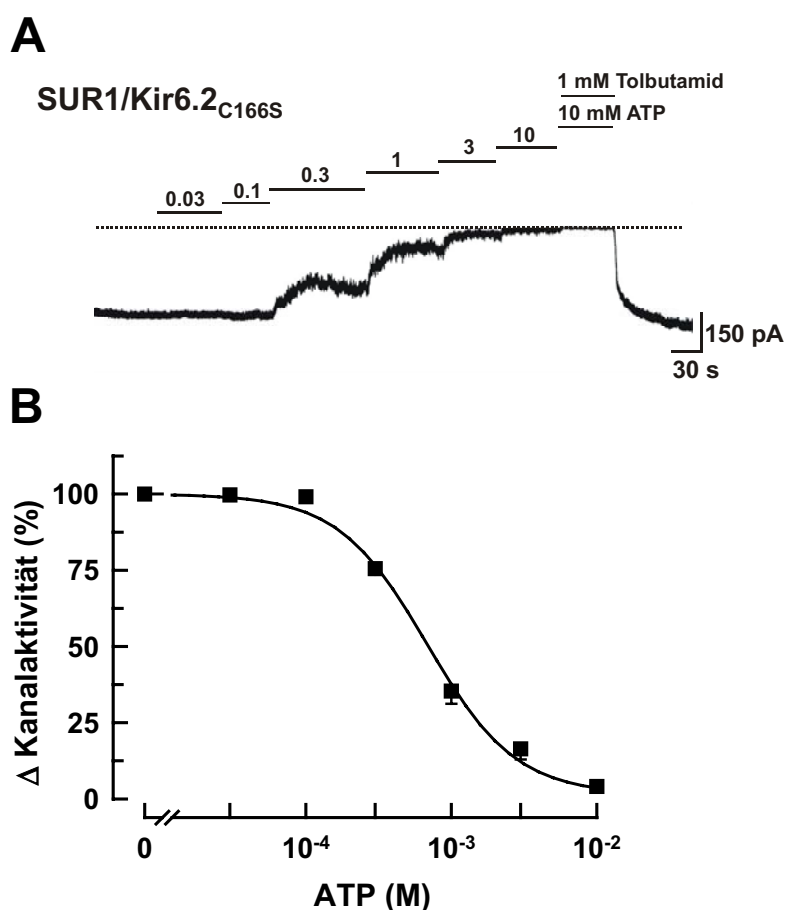 A
SUR1/Kir6.2C166S
1 mM Tolbutamid
10 mM ATP
10
3
1
0.3
0.1
0.03
150 pA
30 s
B
Δ Kanalaktivität (%)
100
75
50
25
0
0 10-4 10-3 10-2
ATP (M)